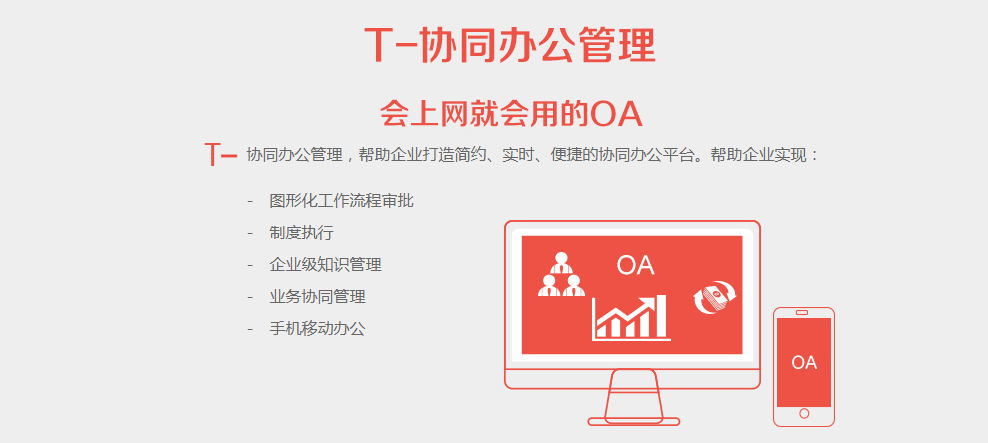 T-协同办公管理
会上网就会用的OA
T- 协同办公管理，帮助企业打造简约、实时、便捷的协同办公平台。帮助企业实现：
- 图形化工作流程审批
- 制度执行
- 企业级知识管理
- 业务协同管理
- 手机移动办公
OA
OA